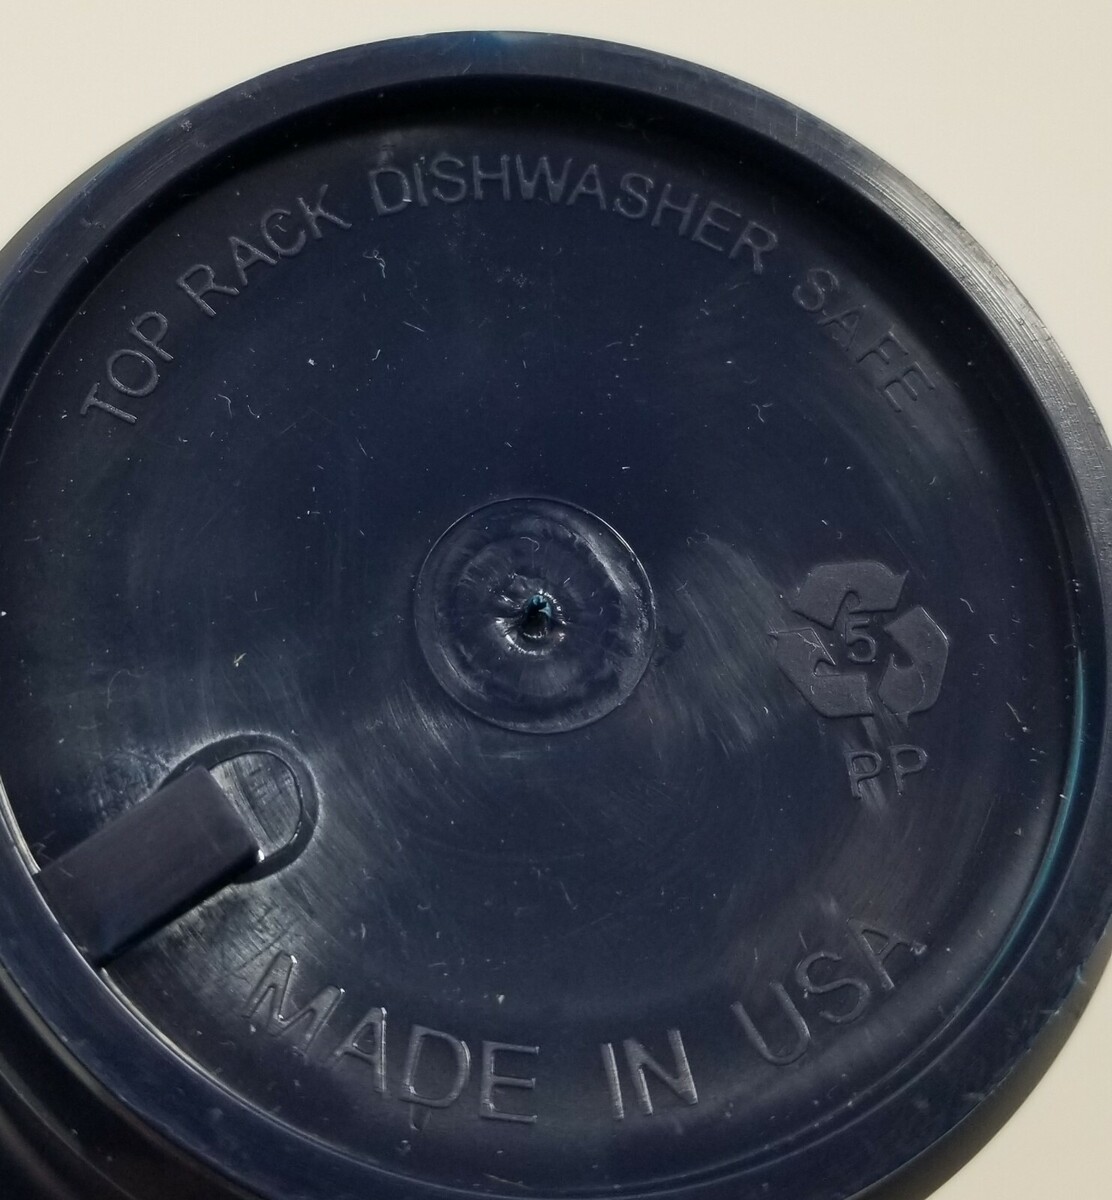 TOP RACK DISHWASHER SAFE
5
PP
MADE IN USA